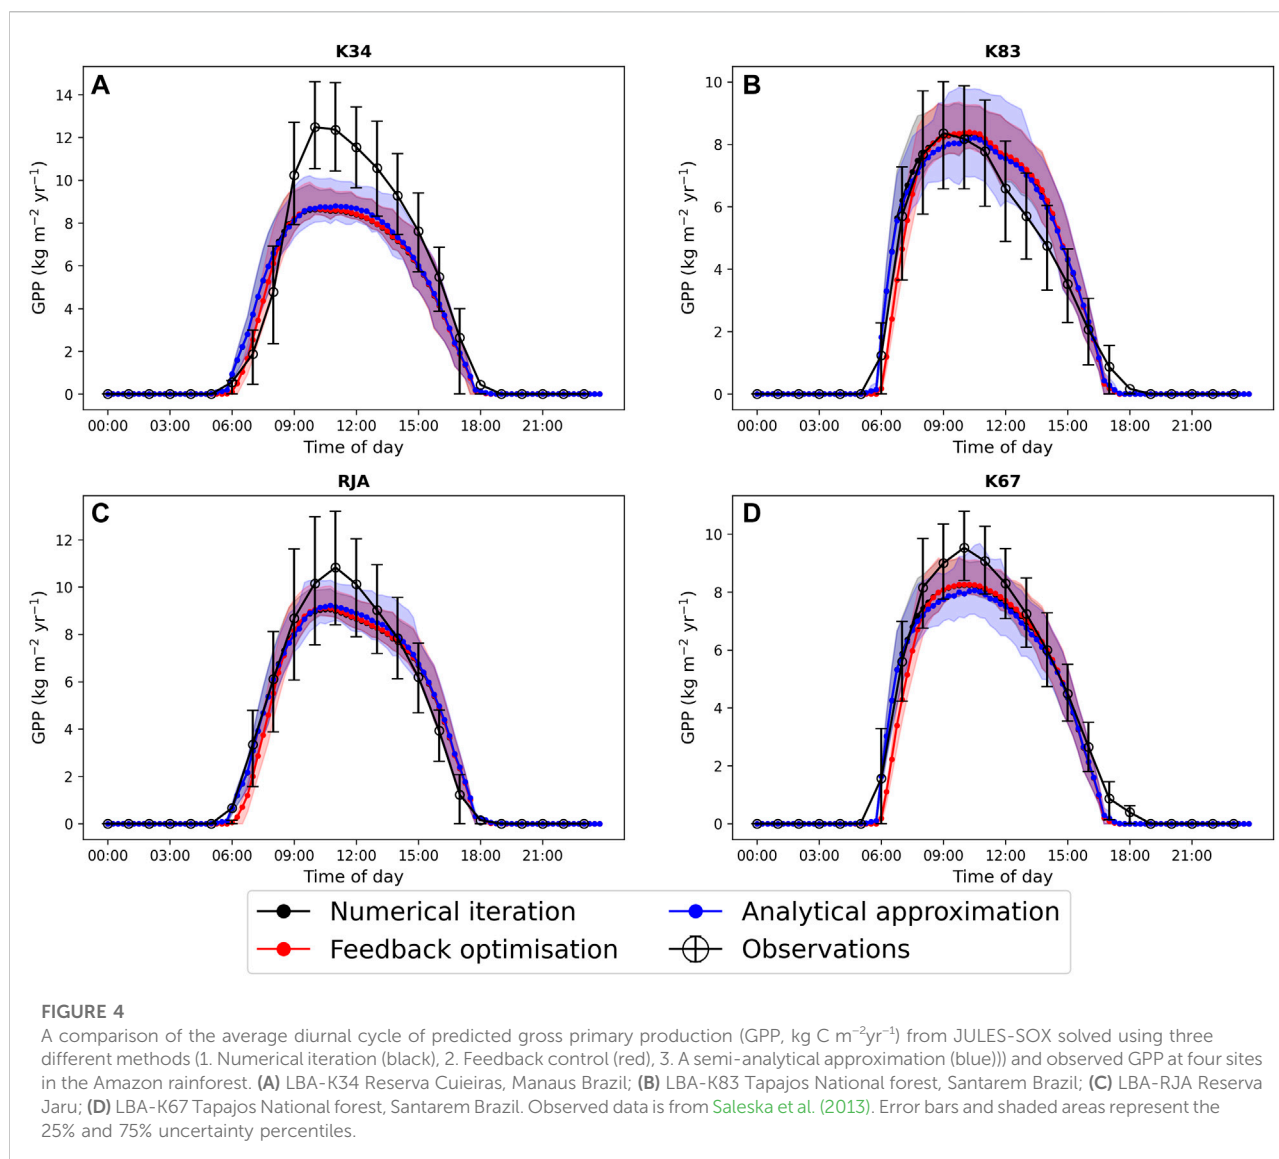 K34
A
14
12
10
8
6
4
2
0
GPP (kg m⁻² yr⁻¹)
00:00 03:00 06:00 09:00 12:00 15:00 18:00 21:00
Time of day
K83
B
10
8
6
4
2
0
GPP (kg m⁻² yr⁻¹)
00:00 03:00 06:00 09:00 12:00 15:00 18:00 21:00
Time of day
RJA
C
12
10
8
6
4
2
0
GPP (kg m⁻² yr⁻¹)
00:00 03:00 06:00 09:00 12:00 15:00 18:00 21:00
Time of day
K67
D
10
8
6
4
2
0
GPP (kg m⁻² yr⁻¹)
00:00 03:00 06:00 09:00 12:00 15:00 18:00 21:00
Time of day
Numerical iteration
Feedback optimisation
Analytical approximation
Observations
FIGURE 4
A comparison of the average diurnal cycle of predicted gross primary production (GPP, kg C m⁻²yr⁻¹) from JULES-SOX solved using three
different methods (1. Numerical iteration (black), 2. Feedback control (red), 3. A semi-analytical approximation (blue))) and observed GPP at four sites
in the Amazon rainforest. (A) LBA-K34 Reserva Cuieiras, Manaus Brazil; (B) LBA-K83 Tapajos National forest, Santarem Brazil; (C) LBA-RJA Reserva
Jaru; (D) LBA-K67 Tapajos National forest, Santarem Brazil. Observed data is from Saleska et al. (2013). Error bars and shaded areas represent the
25% and 75% uncertainty percentiles.